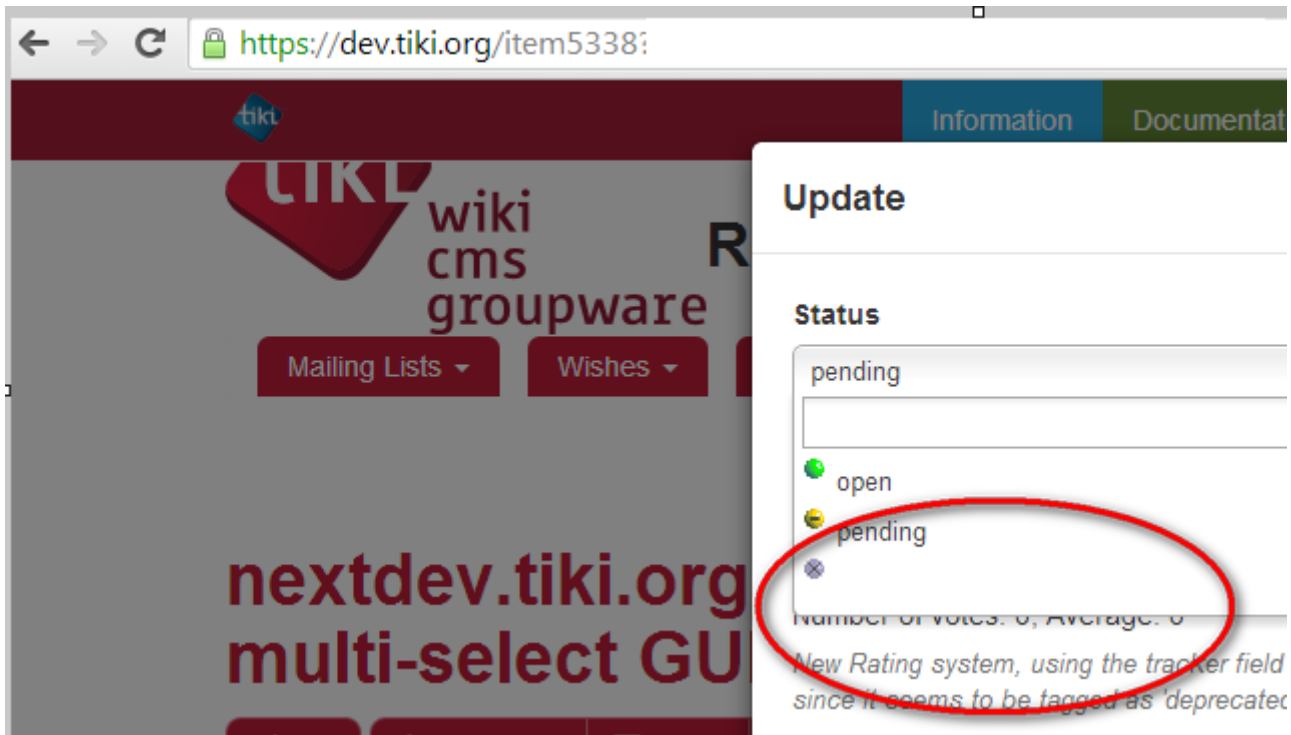 https://dev.tiki.org/item5338?
tiki
Information
Documentat
tiki
wiki
cms
groupware
R
Update
Status
Mailing Lists
Wishes
pending
open
pending
nextdev.tiki.org
multi-select GUI
Number of votes: 0, Average: 0
New Rating system, using the tracker field
since it seems to be tagged as 'deprecated